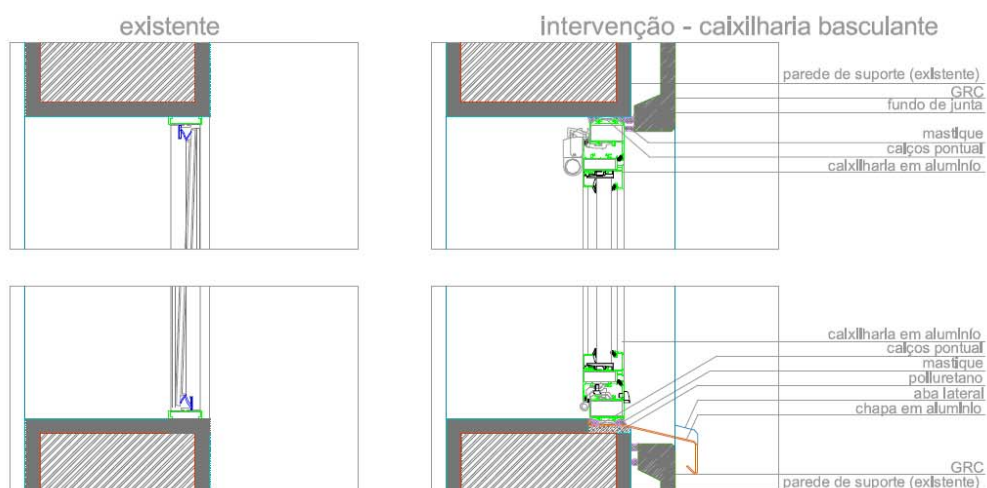 existente
intervenção - caixilharia basculante
parede de suporte (existente)
GRC
fundo de junta
mastique
calços pontual
caixilharia em alumínio
caixilharia em alumínio
calços pontual
mastique
poliuretano
aba lateral
chapa em alumínio
GRC
parede de suporte (existente)